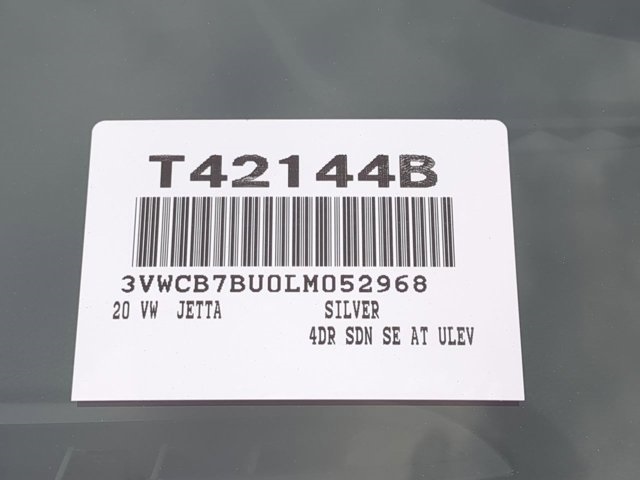 T42144B
3VWCB7BU0LM052968
20 VW JETTA SILVER
4DR SDN SE AT ULEV